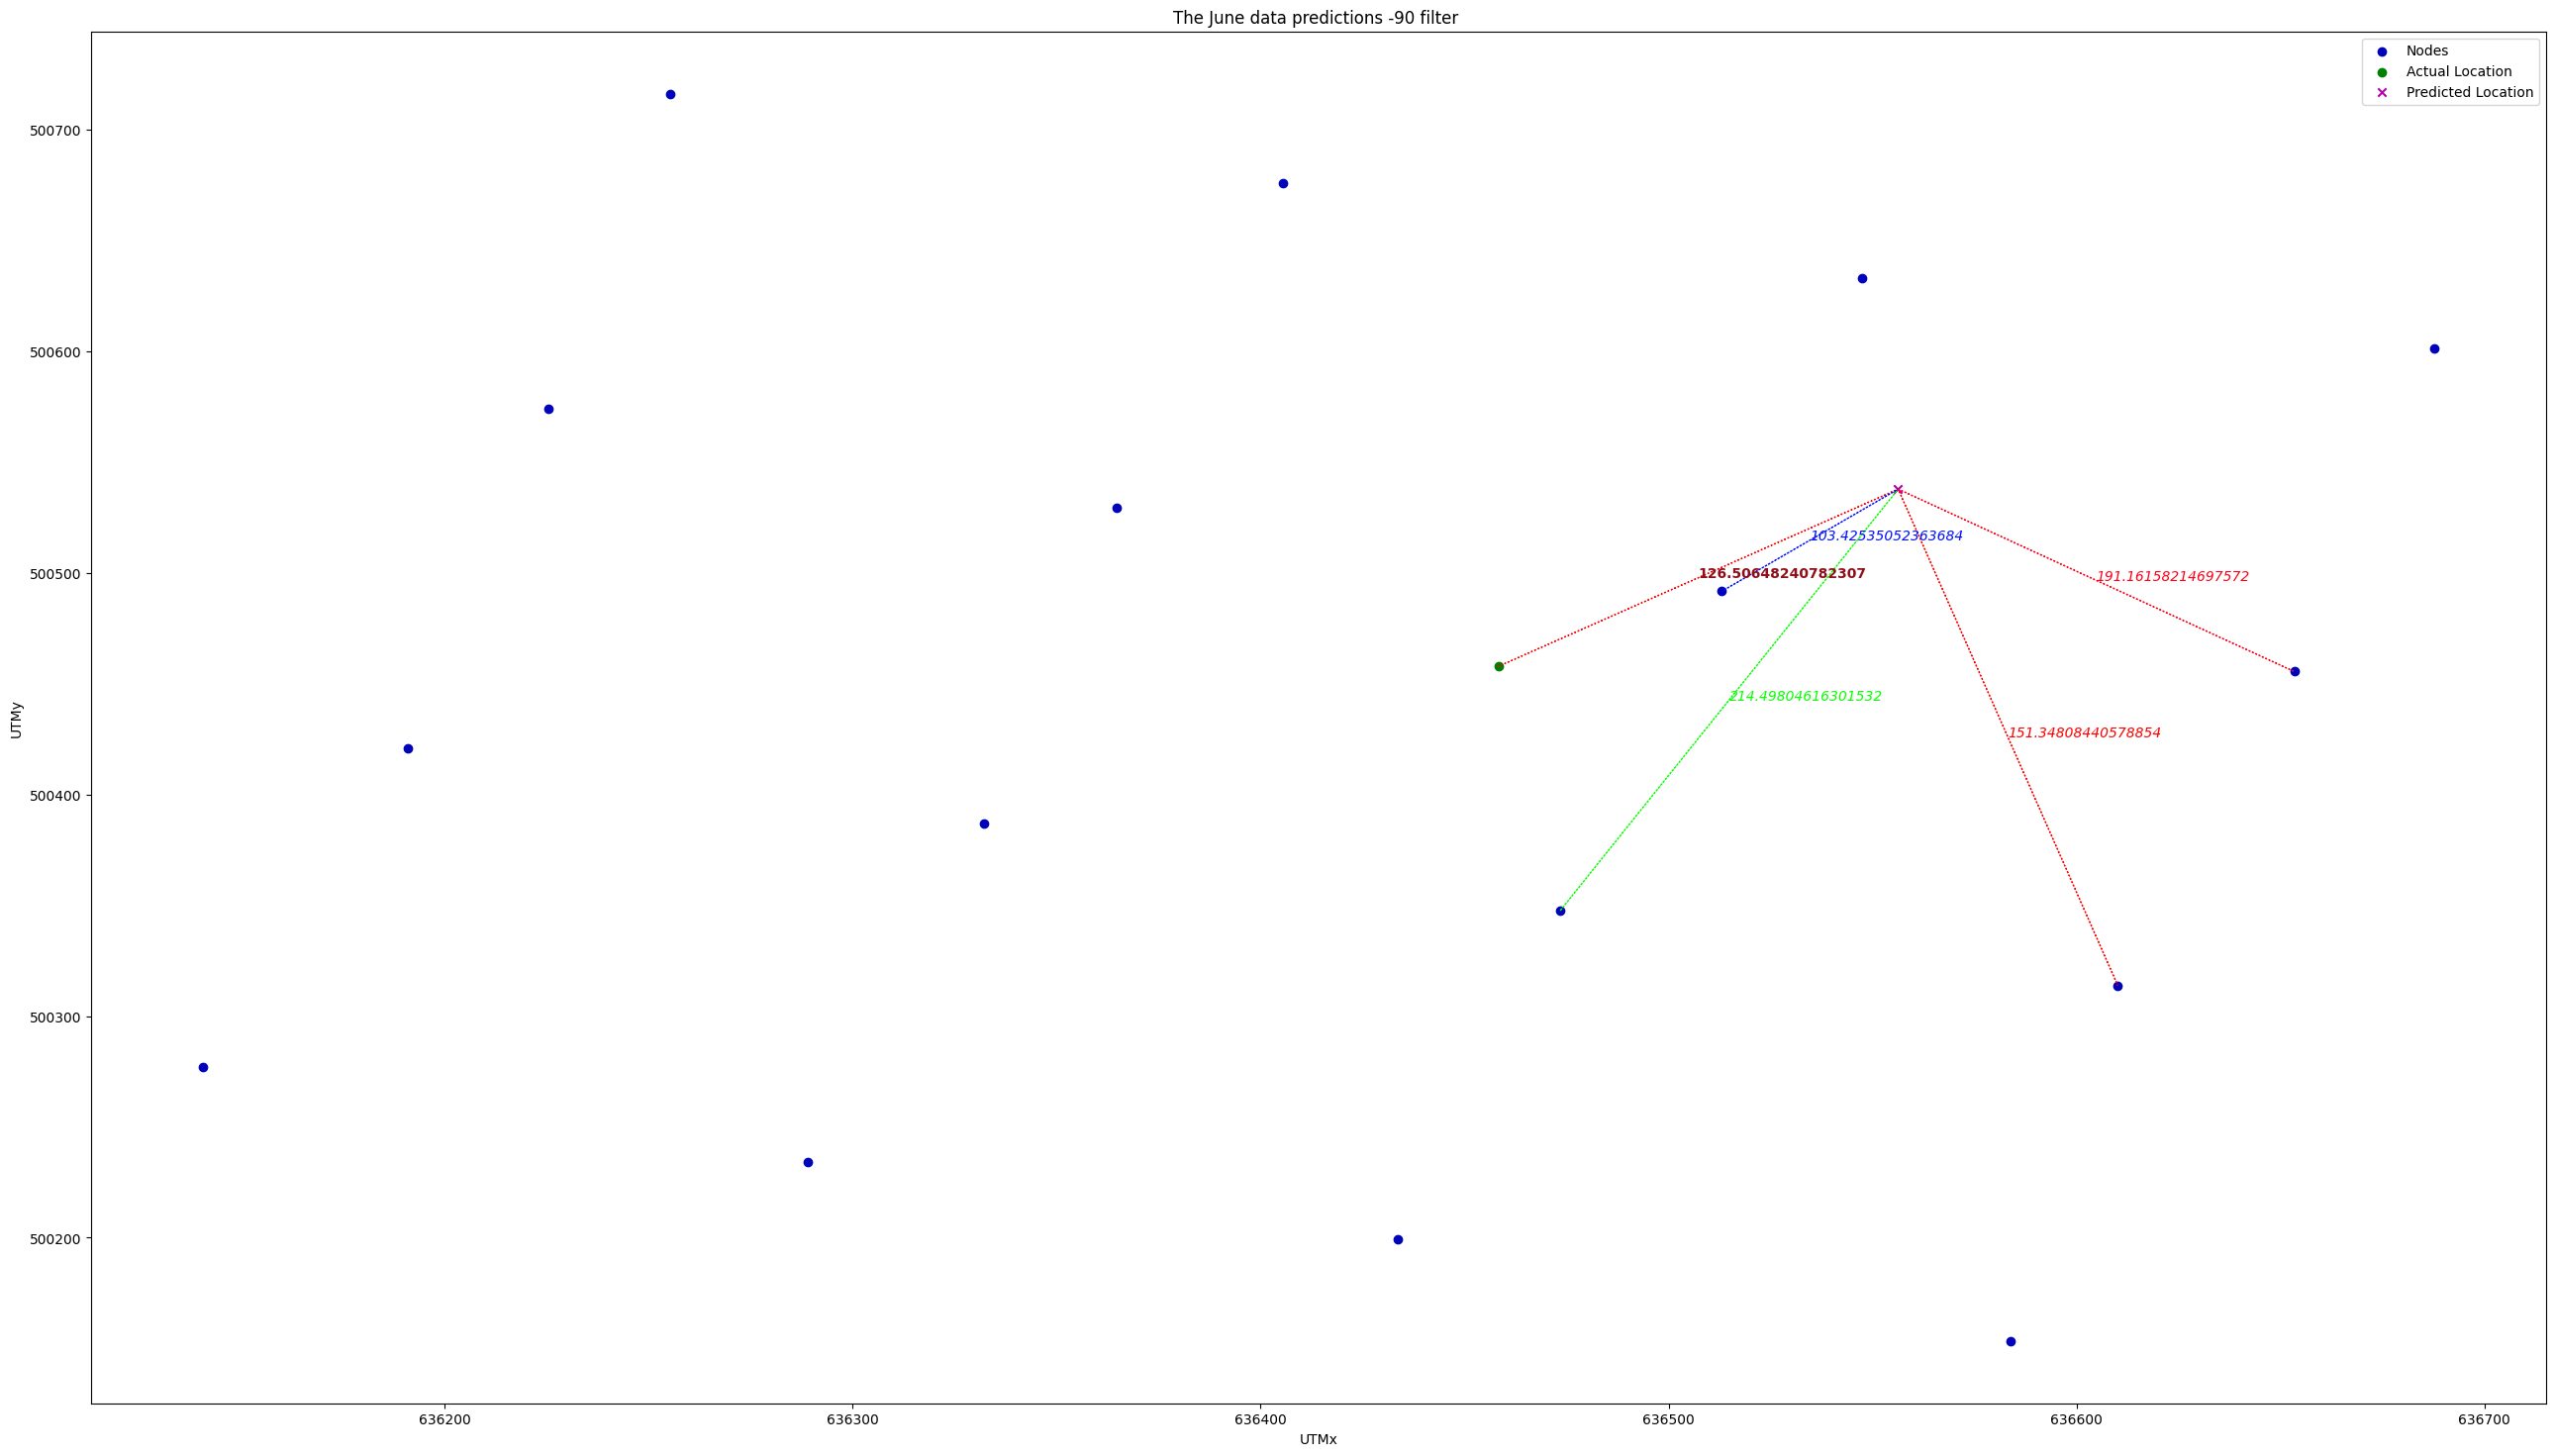 The June data predictions -90 filter
Nodes
Actual Location
Predicted Location
500700
500600
500500
500400
500300
500200
UTMy
103.42535052363684
126.50648240782307
191.16158214697572
214.49804616301532
151.34808440578854
636200
636300
636400
636500
636600
636700
UTMx